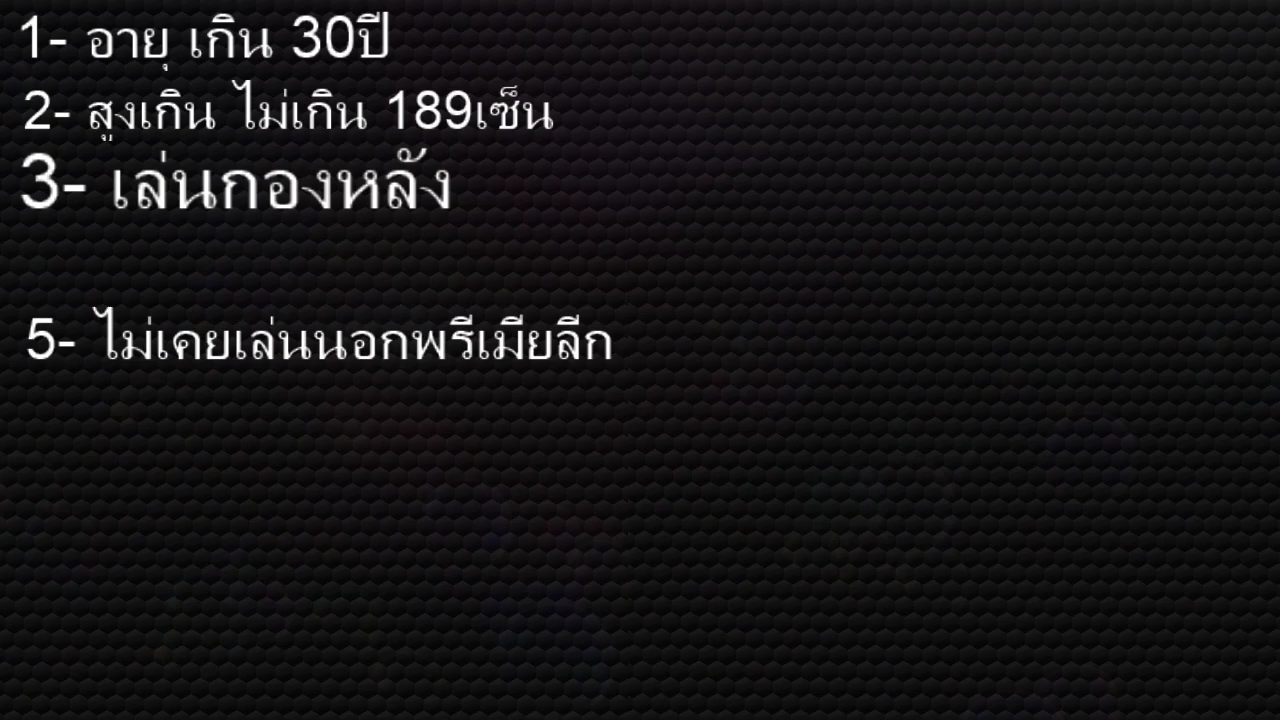 1- อายุ เกิน 30ปี
2- สูงเกิน ไม่เกิน 189เซ็น
3- เล่นกองหลัง
5- ไม่เคยเล่นนอกพรีเมียลีก